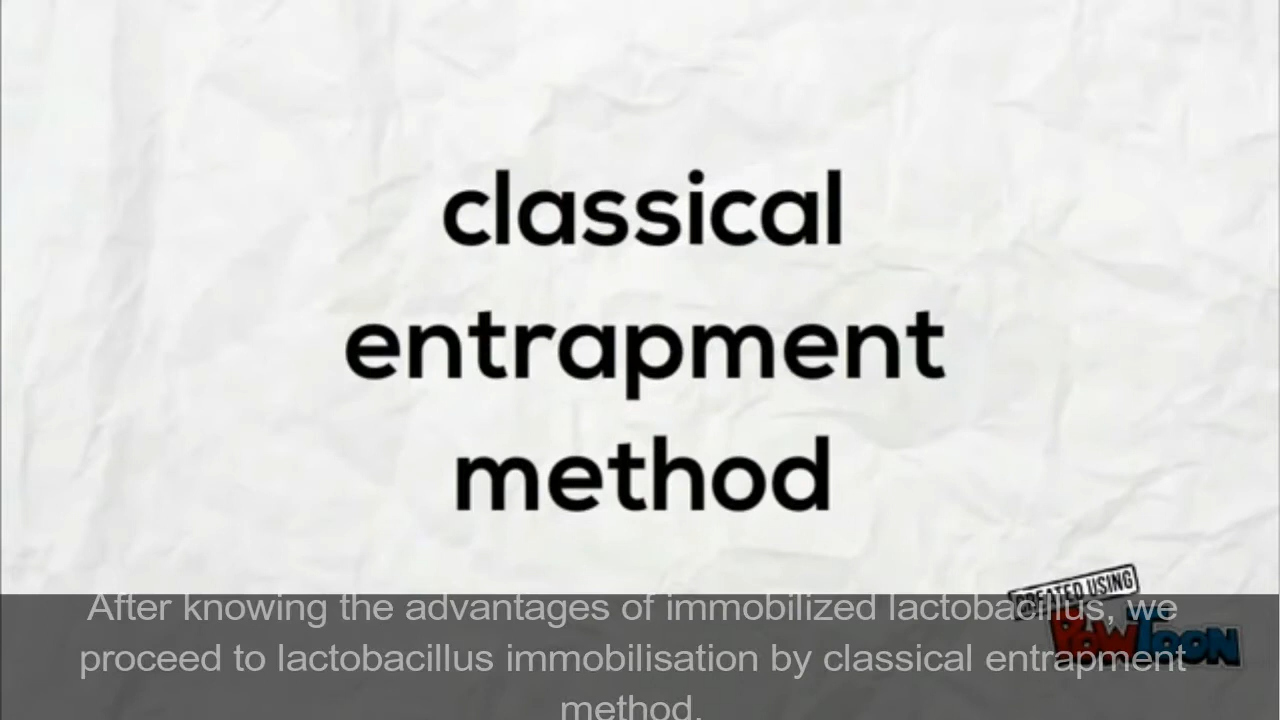 classical
entrapment
method
CREATED USING
POWTOON
After knowing the advantages of immobilized lactobacillus, we
proceed to lactobacillus immobilisation by classical entrapment
method.